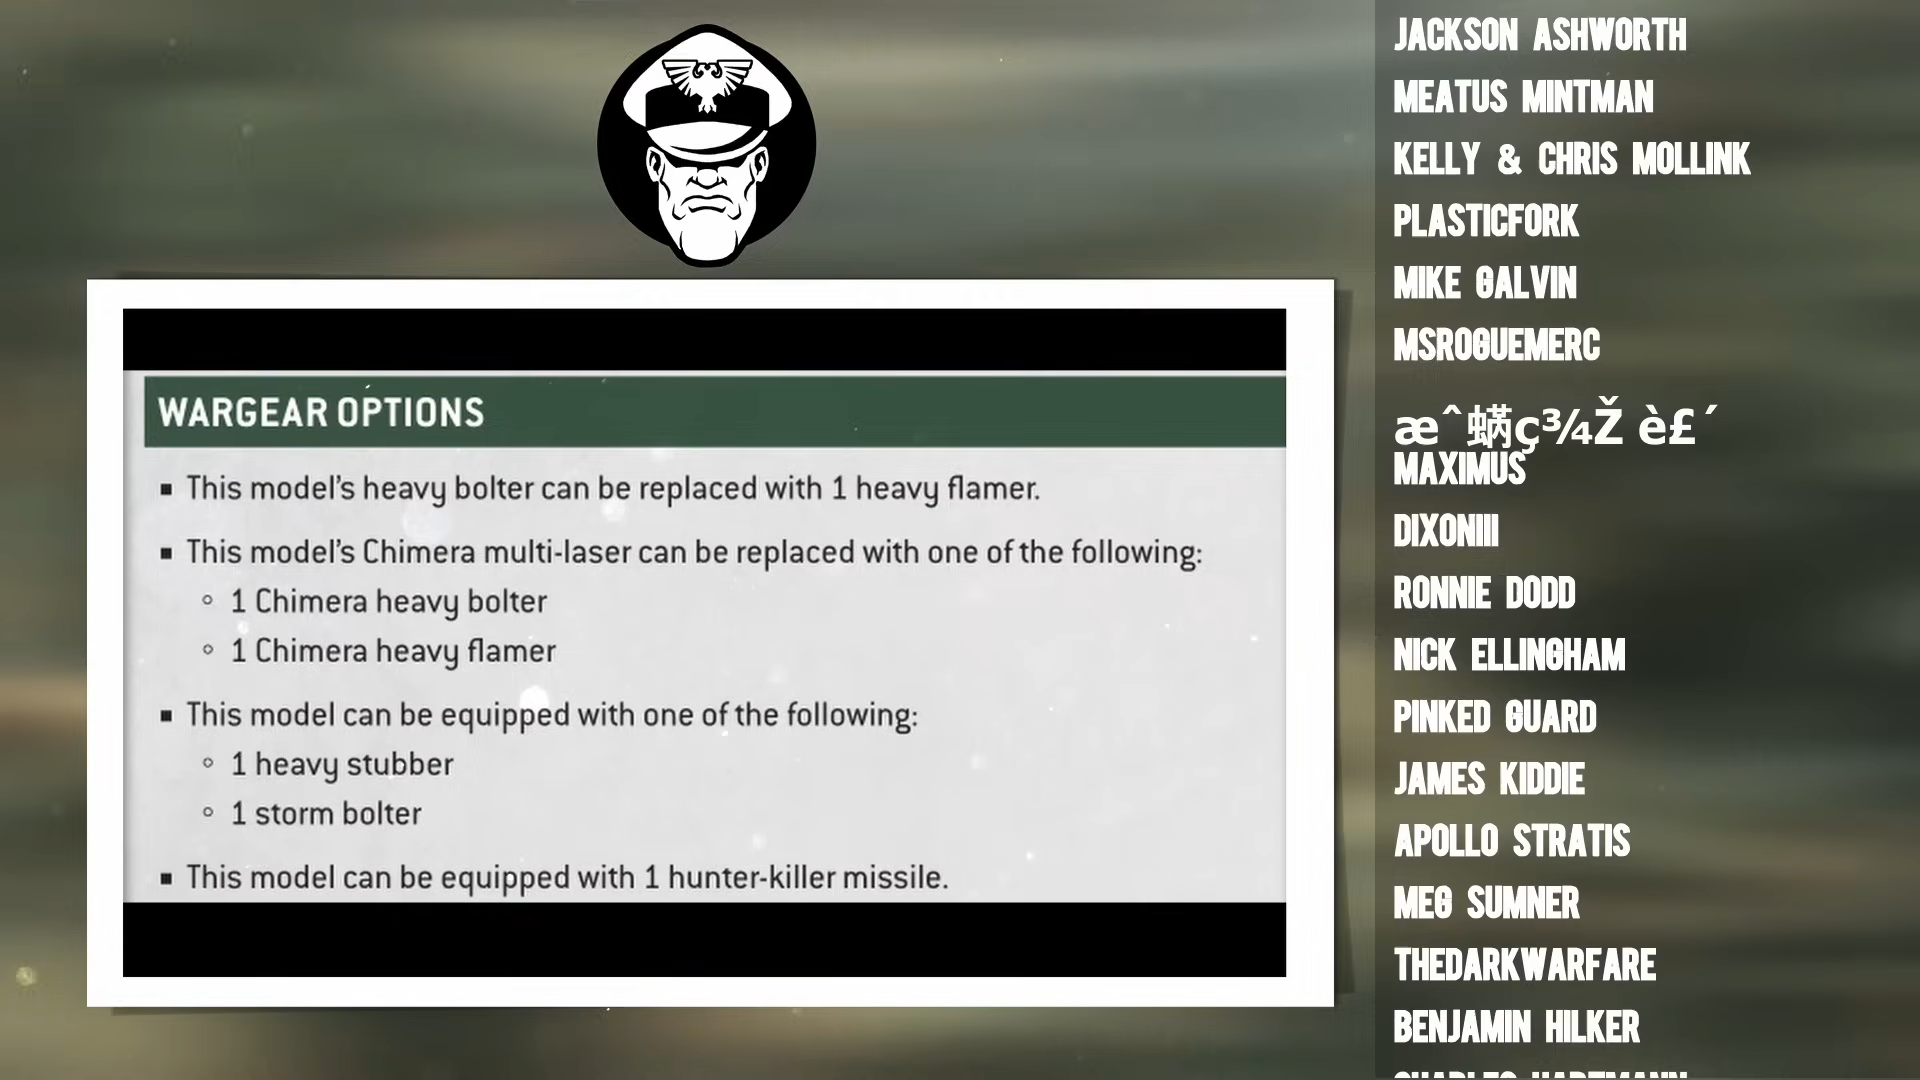 WARGEAR OPTIONS
▪ This model's heavy bolter can be replaced with 1 heavy flamer.
▪ This model's Chimera multi-laser can be replaced with one of the following:
◦ 1 Chimera heavy bolter
◦ 1 Chimera heavy flamer
▪ This model can be equipped with one of the following:
◦ 1 heavy stubber
◦ 1 storm bolter
▪ This model can be equipped with 1 hunter-killer missile.
JACKSON ASHWORTH
MEATUS MINTMAN
KELLY & CHRIS MOLLINK
PLASTICFORK
MIKE GALVIN
MSROGUEMERC
MAXIMUS
DIXONIII
RONNIE DODD
NICK ELLINGHAM
PINKED GUARD
JAMES KIDDIE
APOLLO STRATIS
MEG SUMNER
THEDARKWARFARE
BENJAMIN HILKER